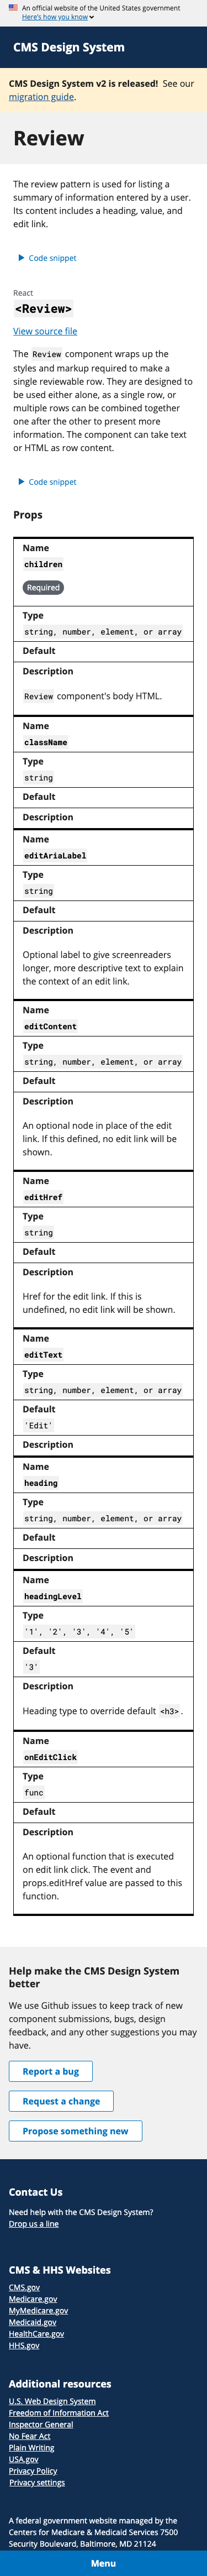 An official website of the United States government
Here's how you know
CMS Design System
CMS Design System v2 is released! See our
migration guide.
Review
The review pattern is used for listing a
summary of information entered by a user.
Its content includes a heading, value, and
edit link.
Code snippet
React
<Review>
View source file
The Review component wraps up the
styles and markup required to make a
single reviewable row. They are designed to
be used either alone, as a single row, or
multiple rows can be combined together
one after the other to present more
information. The component can take text
or HTML as row content.
Code snippet
Props
Name
children
Required
Type
string, number, element, or array
Default
Description
Review component's body HTML.
Name
className
Type
string
Default
Description
Name
editAriaLabel
Type
string
Default
Description
Optional label to give screenreaders
longer, more descriptive text to explain
the context of an edit link.
Name
editContent
Type
string, number, element, or array
Default
Description
An optional node in place of the edit
link. If this defined, no edit link will be
shown.
Name
editHref
Type
string
Default
Description
Href for the edit link. If this is
undefined, no edit link will be shown.
Name
editText
Type
string, number, element, or array
Default
'Edit'
Description
Name
heading
Type
string, number, element, or array
Default
Description
Name
headingLevel
Type
'1', '2', '3', '4', '5'
Default
'3'
Description
Heading type to override default <h3>.
Name
onEditClick
Type
func
Default
Description
An optional function that is executed
on edit link click. The event and
props.editHref value are passed to this
function.
Help make the CMS Design System
better
We use Github issues to keep track of new
component submissions, bugs, design
feedback, and any other suggestions you may
have.
Report a bug
Request a change
Propose something new
Contact Us
Need help with the CMS Design System?
Drop us a line
CMS & HHS Websites
CMS.gov
Medicare.gov
MyMedicare.gov
Medicaid.gov
HealthCare.gov
HHS.gov
Additional resources
U.S. Web Design System
Freedom of Information Act
Inspector General
No Fear Act
Plain Writing
USA.gov
Privacy Policy
Privacy settings
A federal government website managed by the
Centers for Medicare & Medicaid Services 7500
Security Boulevard, Baltimore, MD 21124
Menu